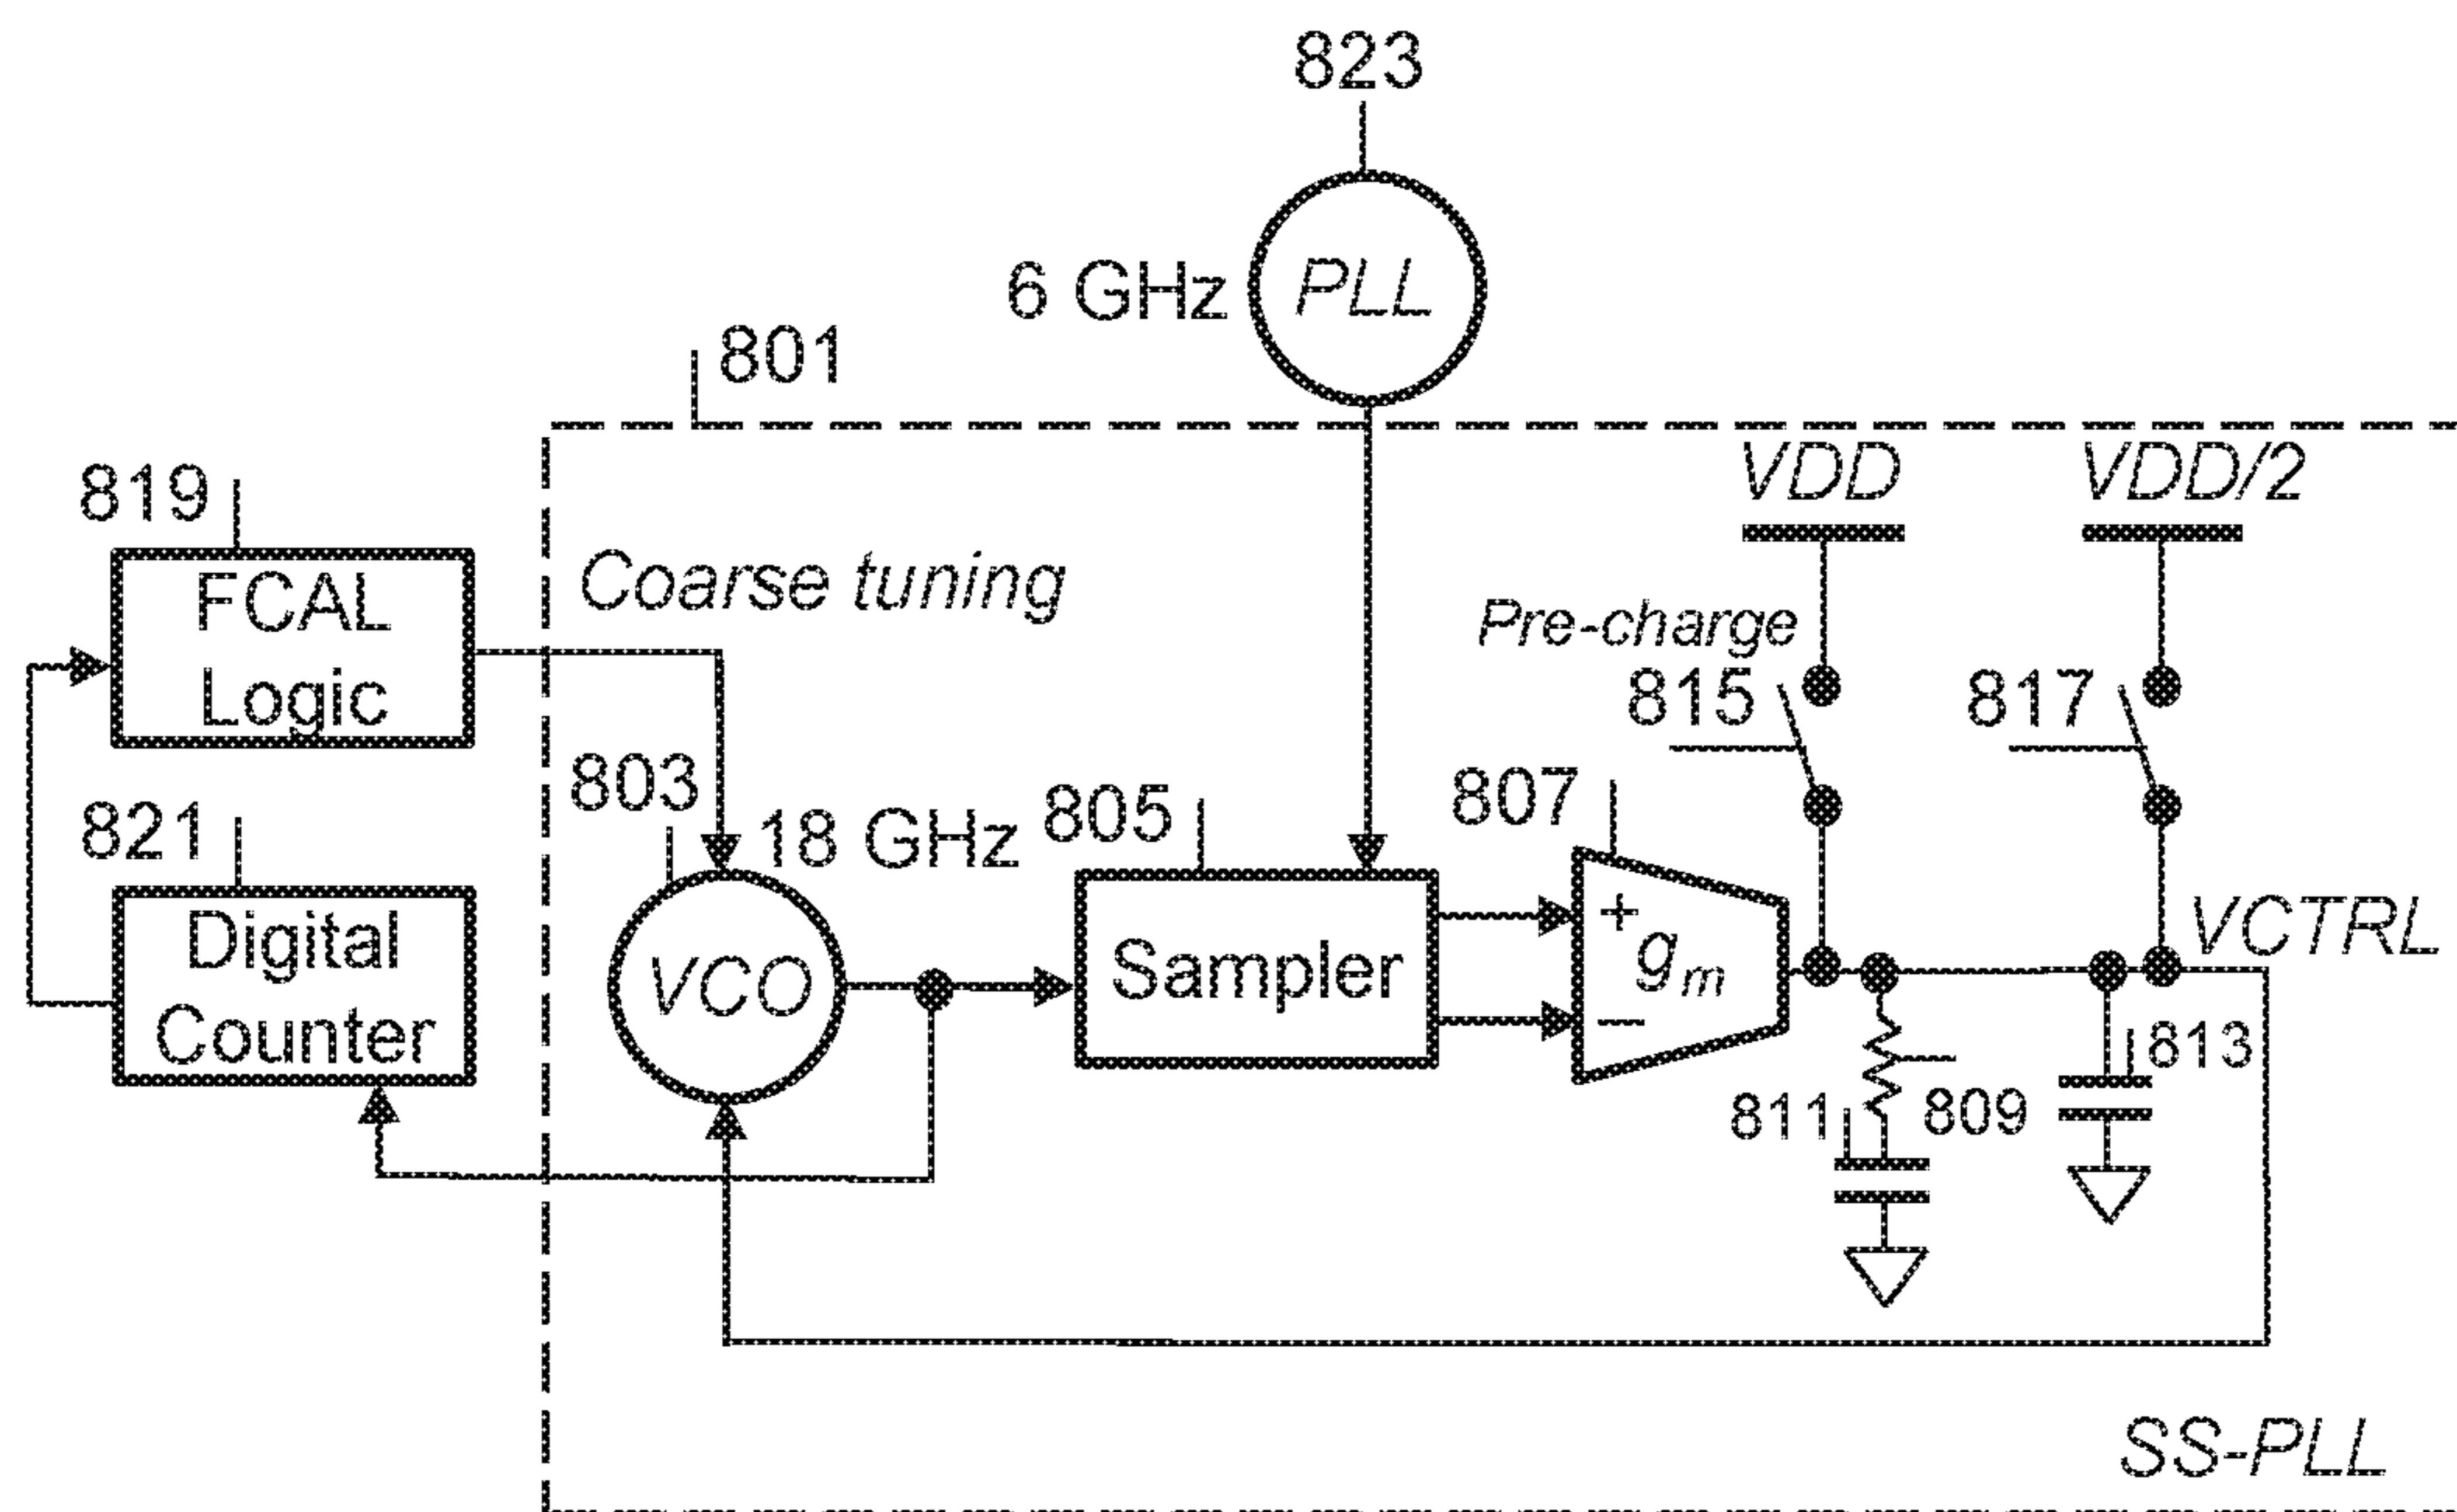 823
6 GHz
PLL
801
VDD
VDD/2
819
FCAL
Logic
Coarse tuning
Pre-charge
815
817
803
18 GHz
805
807
821
Digital
Counter
VCO
Sampler
+
gm
−
VCTRL
813
811
809
SS-PLL